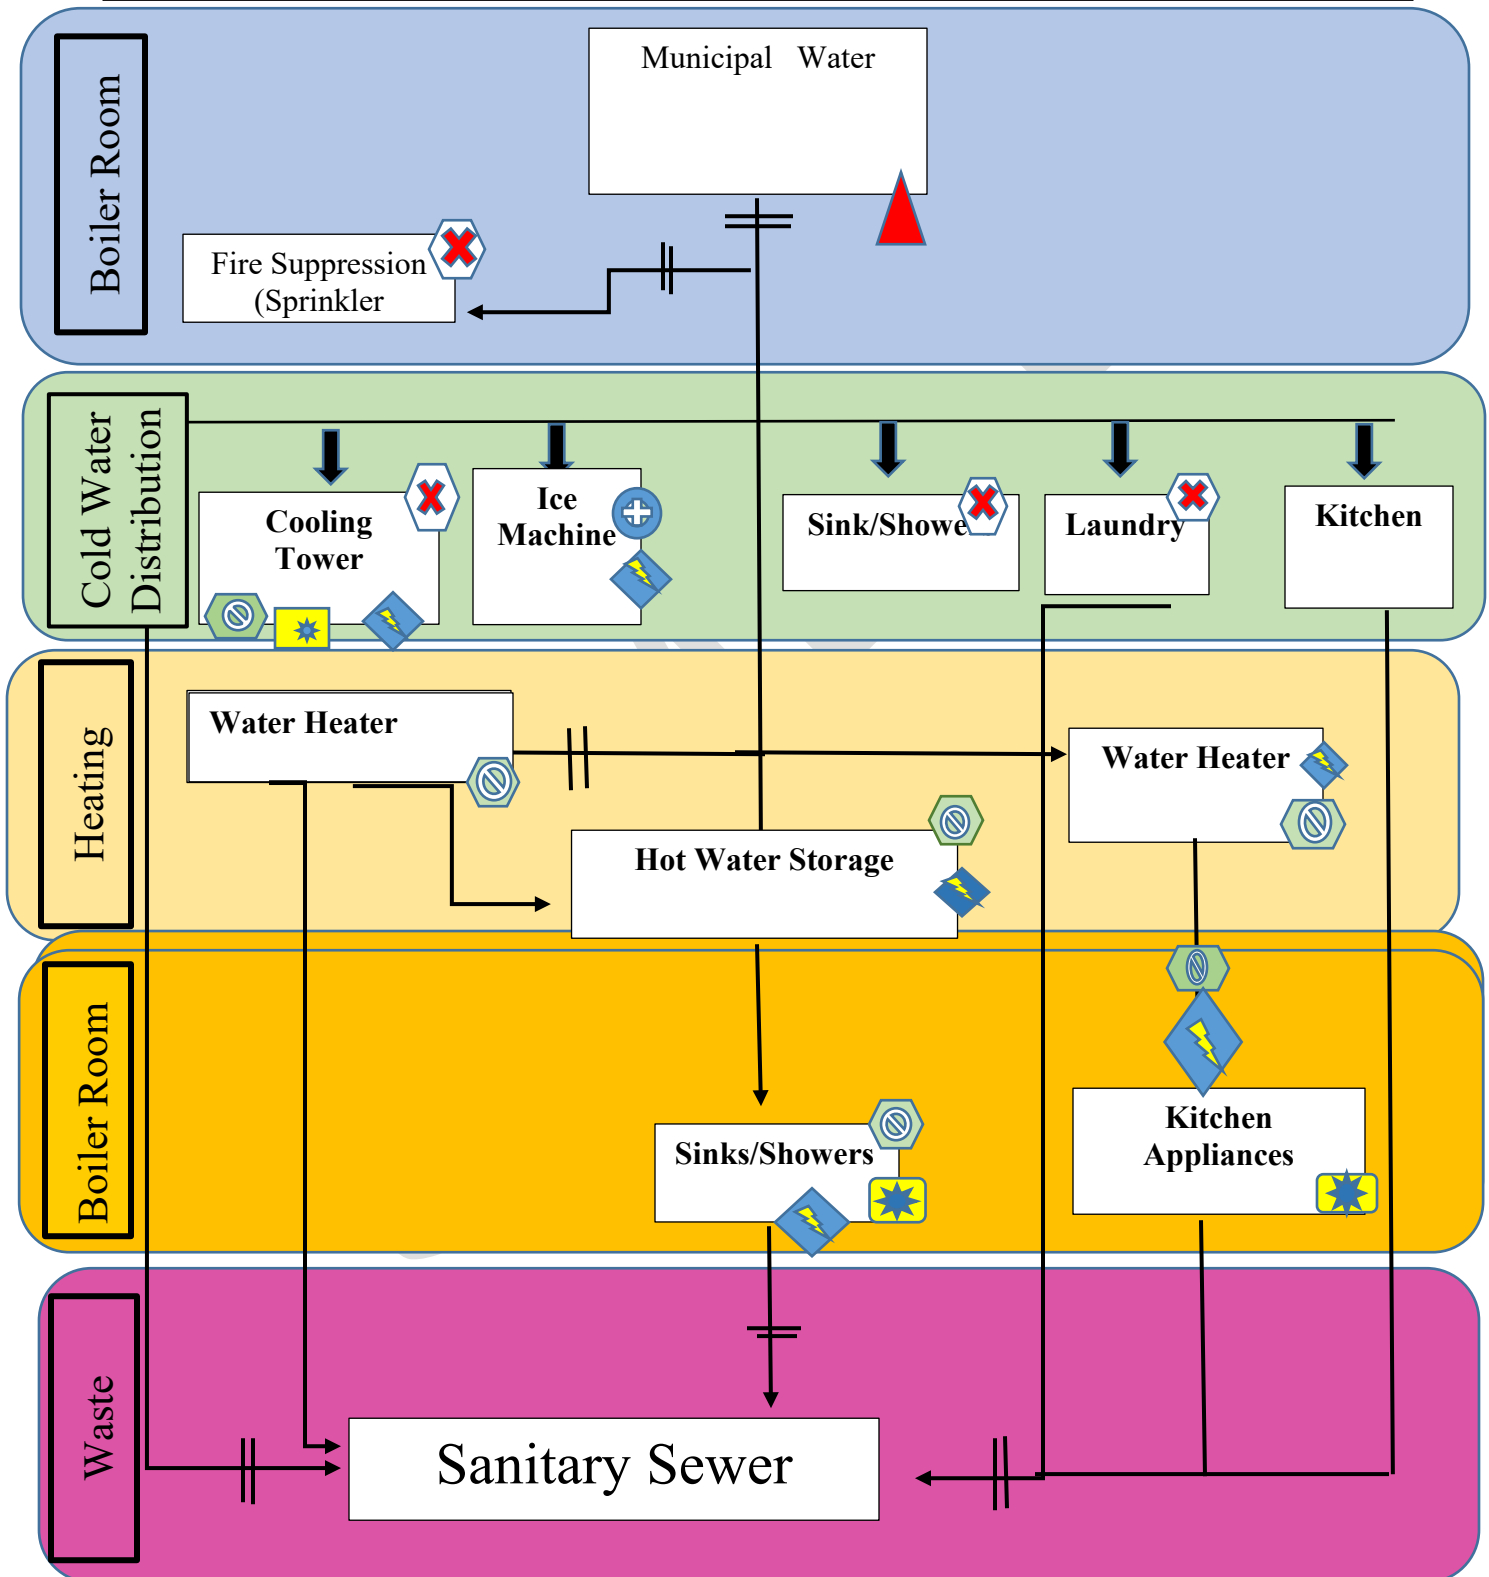 Boiler Room
Municipal Water
Fire Suppression
(Sprinkler
Cold Water
Distribution
Cooling
Tower
Ice
Machine
Sink/Showe
Laundry
Kitchen
Heating
Water Heater
Water Heater
Hot Water Storage
Boiler Room
Sinks/Showers
Kitchen
Appliances
Waste
Sanitary Sewer